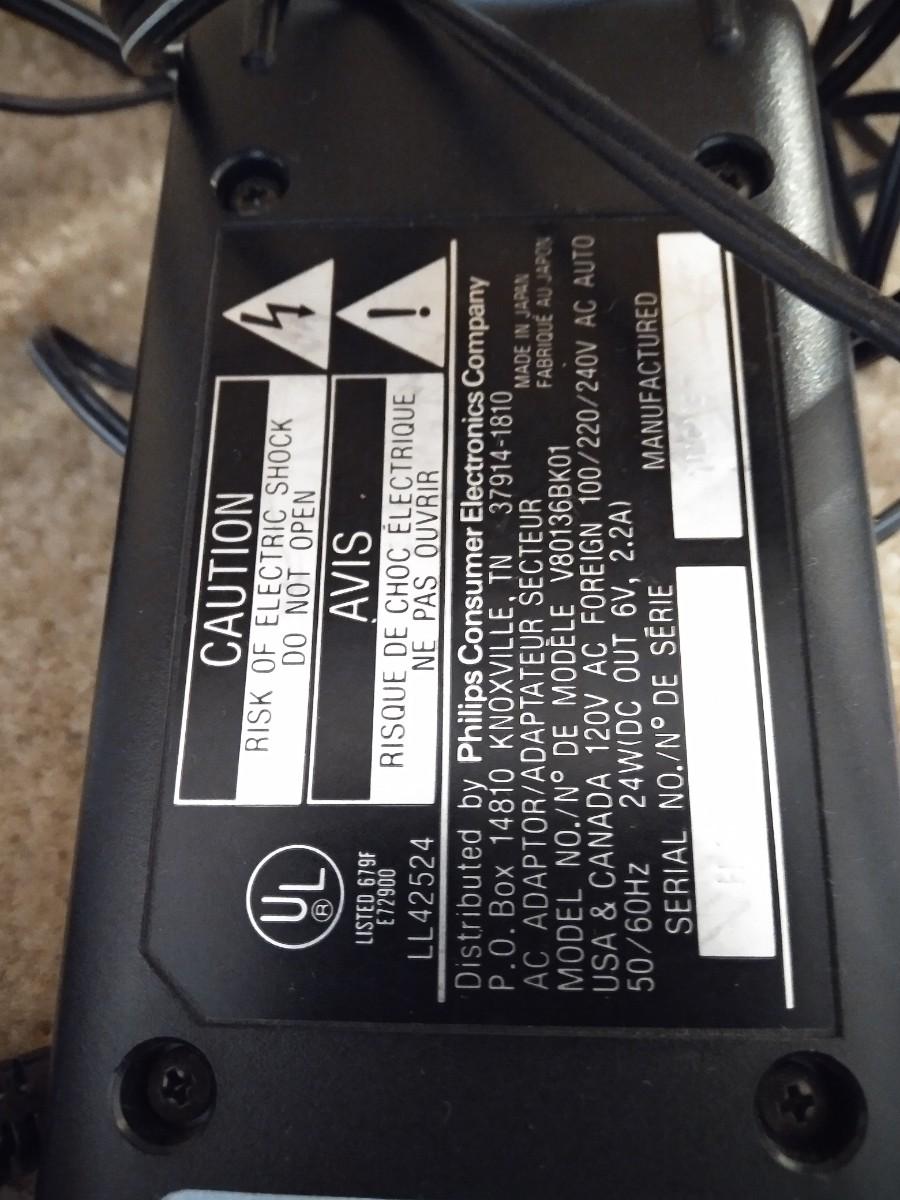 CAUTION
RISK OF ELECTRIC SHOCK
DO NOT OPEN
AVIS
RISQUE DE CHOC ÉLECTRIQUE
NE PAS OUVRIR
UL
®
LISTED 679F
E72900
LL42524
Distributed by Philips Consumer Electronics Company
P.O. Box 14810 KNOXVILLE, TN 37914-1810
MADE IN JAPAN
FABRIQUÉ AU JAPON
AC ADAPTOR/ADAPTATEUR SECTEUR
MODEL NO./Nº DE MODÈLE V80136BK01
USA & CANADA 120V AC FOREIGN 100/220/240V AC AUTO
50/60Hz 24W(DC OUT 6V, 2.2A)
SERIAL NO./Nº DE SÉRIE
MANUFACTURED